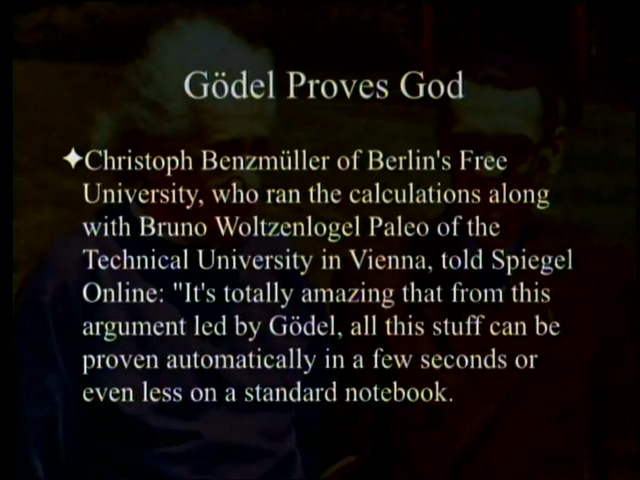 Gödel Proves God
✦Christoph Benzmüller of Berlin's Free
University, who ran the calculations along
with Bruno Woltzenlogel Paleo of the
Technical University in Vienna, told Spiegel
Online: "It's totally amazing that from this
argument led by Gödel, all this stuff can be
proven automatically in a few seconds or
even less on a standard notebook.